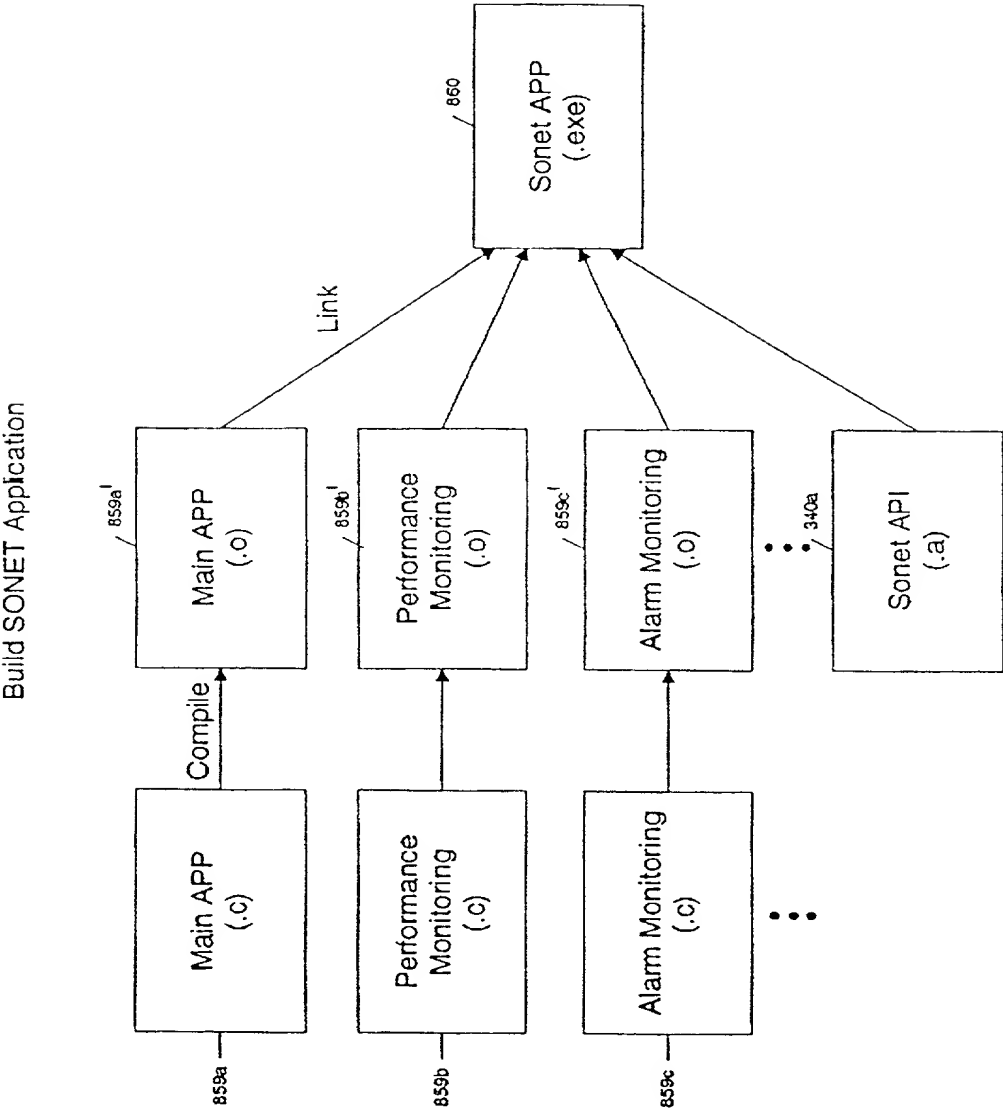 Build SONET Application
859a
Main APP
(.c)
Compile
859a'
Main APP
(.o)
Link
859b
Performance
Monitoring
(.c)
859b'
Performance
Monitoring
(.o)
860
Sonet APP
(.exe)
859c
Alarm Monitoring
(.c)
859c'
Alarm Monitoring
(.o)
340a
Sonet API
(.a)